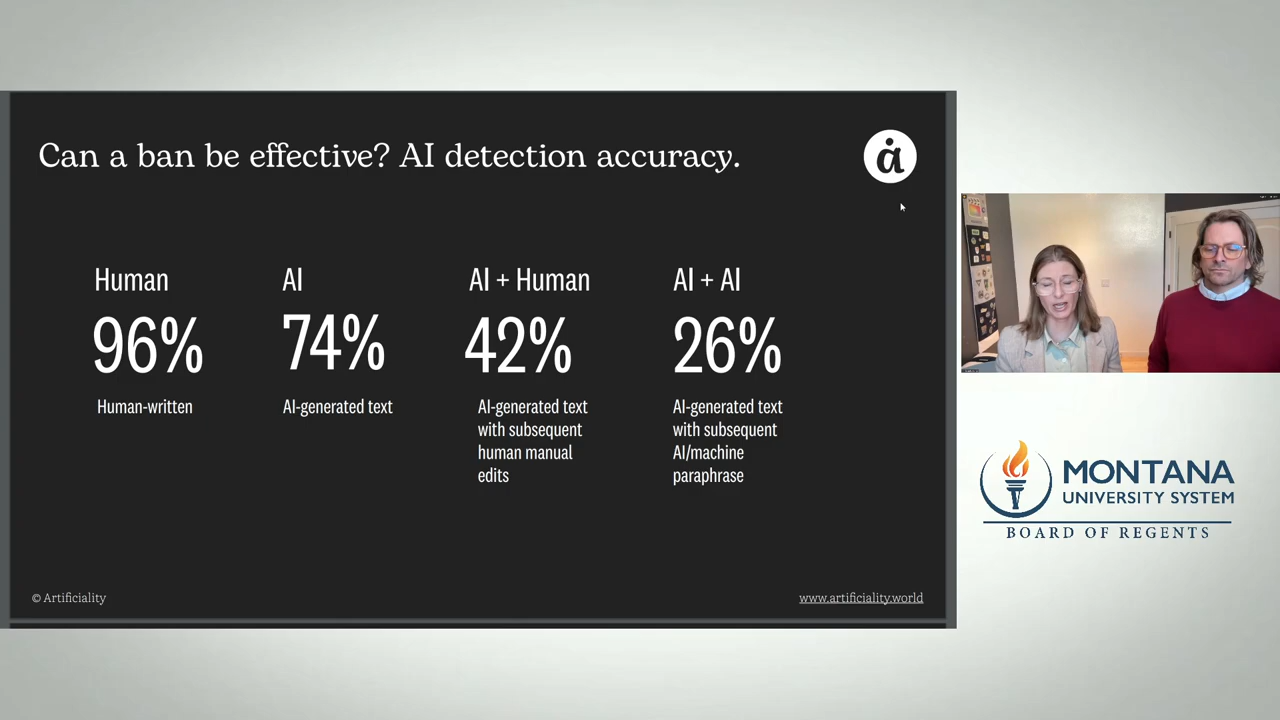 Can a ban be effective? AI detection accuracy.
Human
96%
Human-written
AI
74%
AI-generated text
AI + Human
42%
AI-generated text
with subsequent
human manual
edits
AI + AI
26%
AI-generated text
with subsequent
AI/machine
paraphrase
© Artificiality
www.artificiality.world
MONTANA
UNIVERSITY SYSTEM
BOARD OF REGENTS